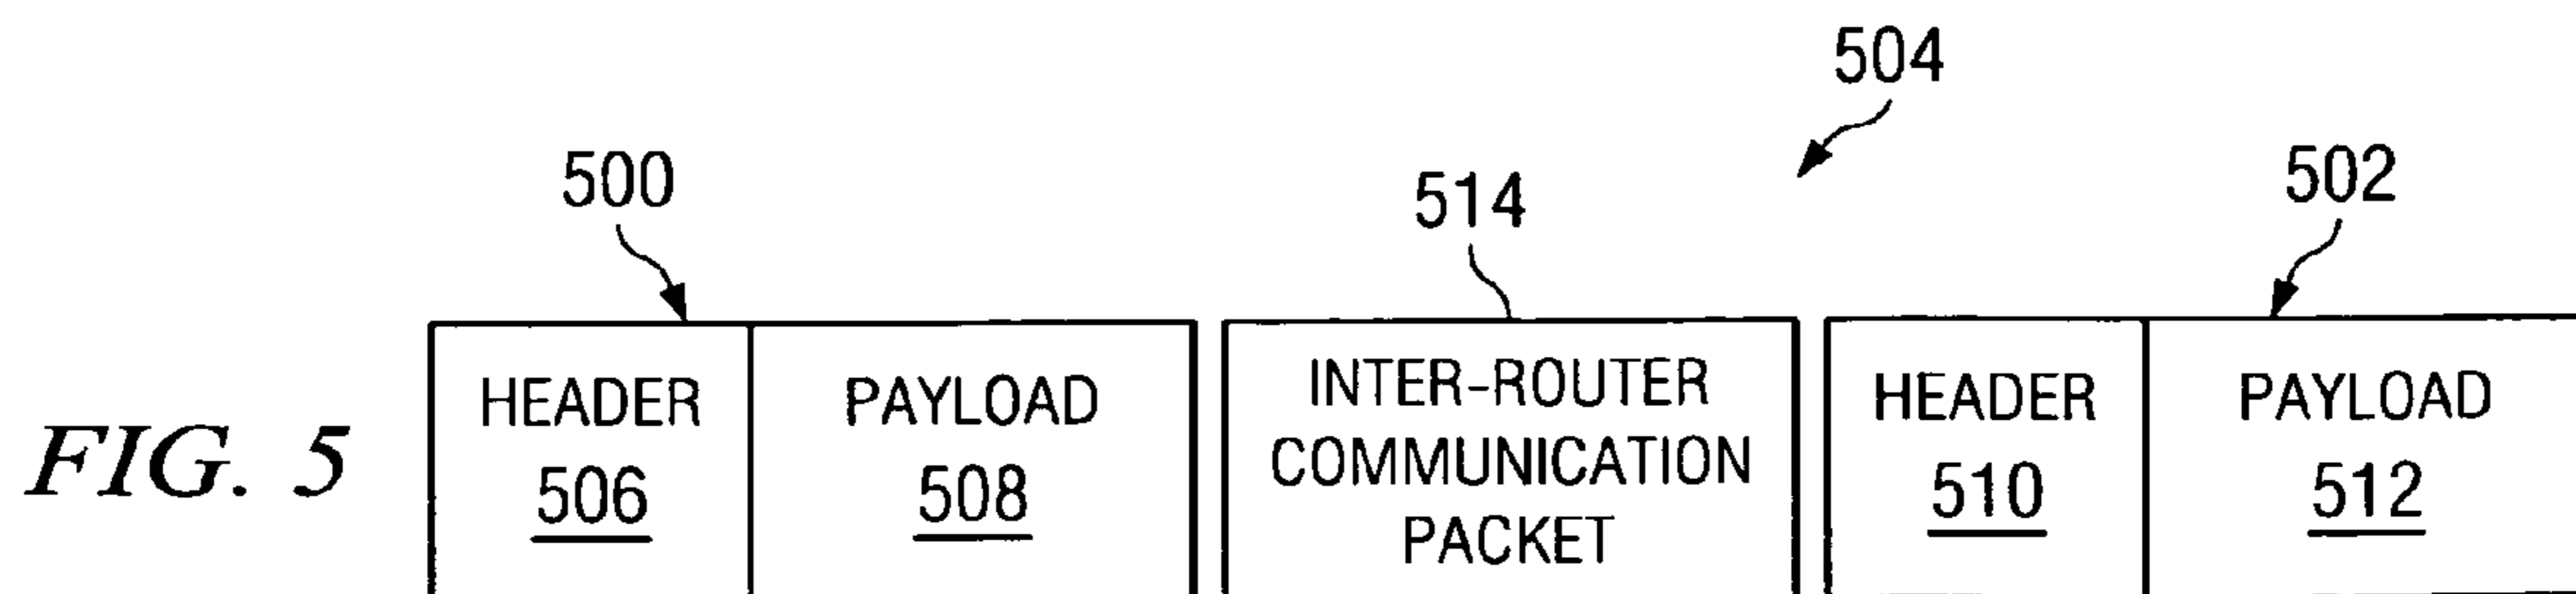 504
500
514
502
HEADER
506
PAYLOAD
508
INTER-ROUTER
COMMUNICATION
PACKET
HEADER
510
PAYLOAD
512
FIG. 5